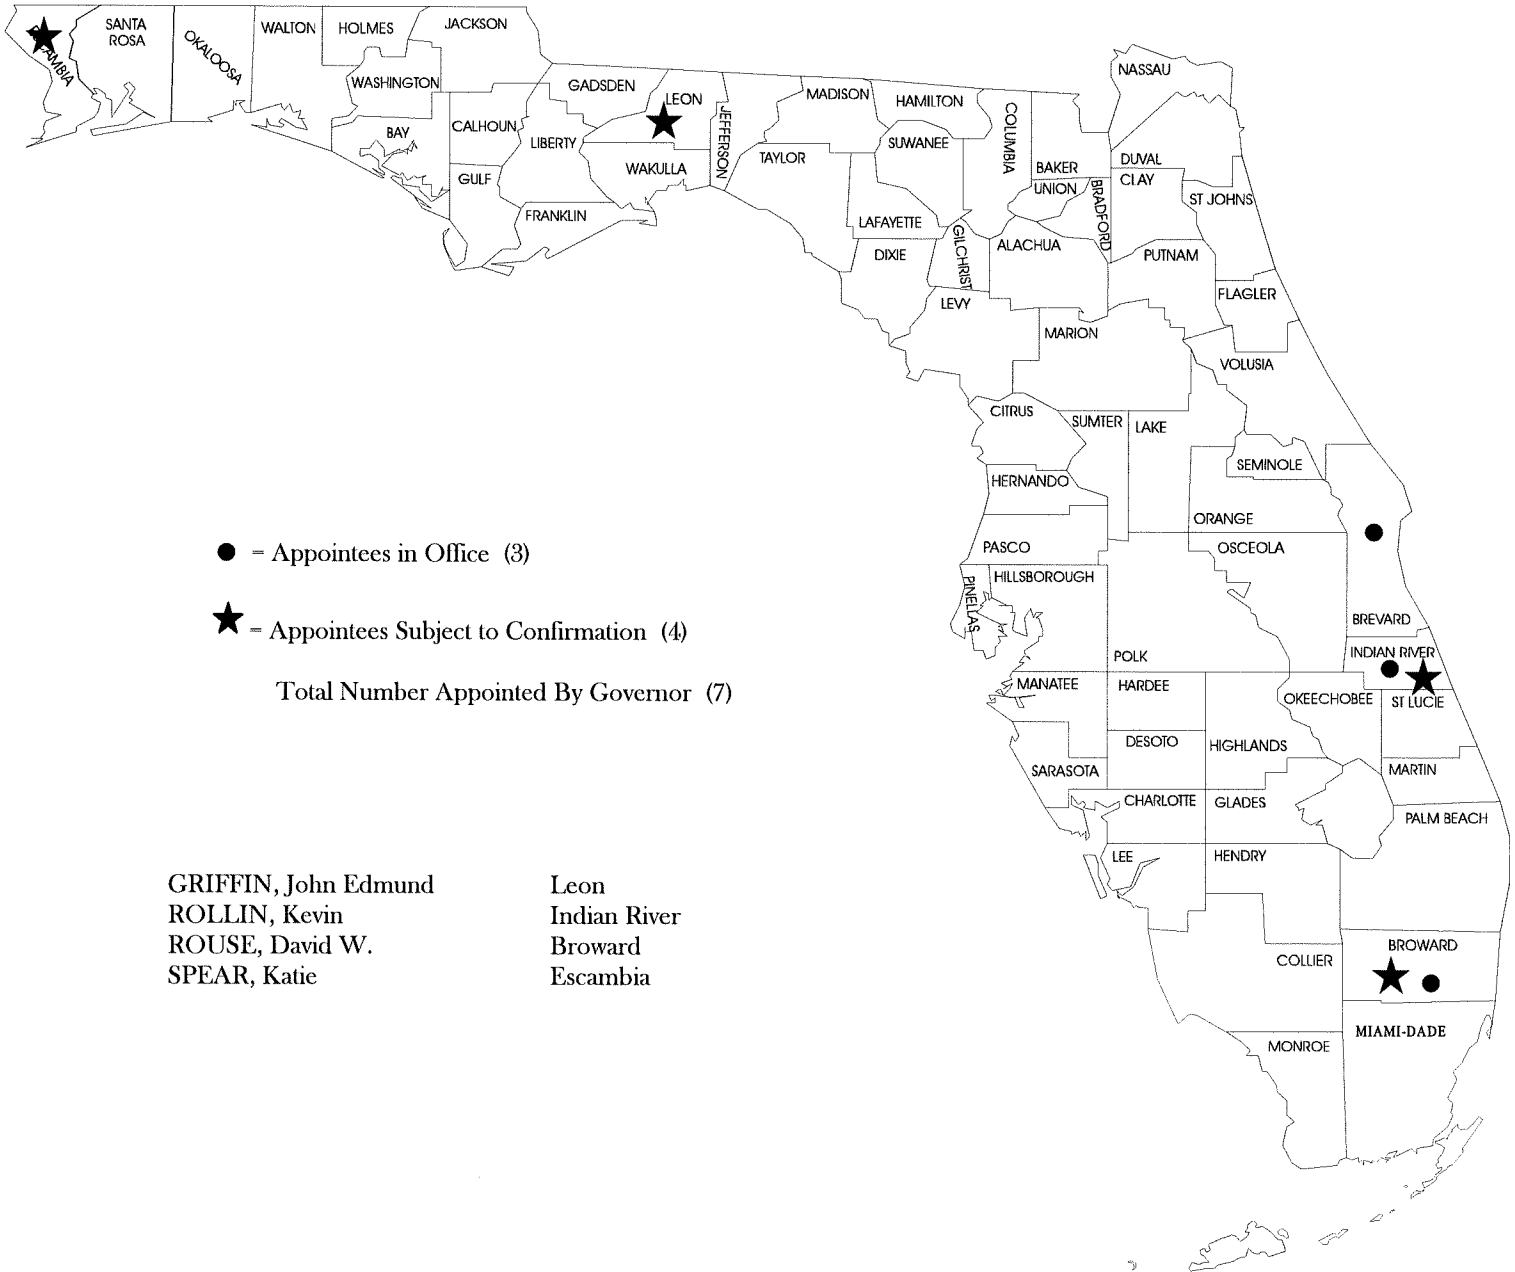 SANTA ROSA
ESCAMBIA
OKALOOSA
WALTON
HOLMES
JACKSON
WASHINGTON
BAY
CALHOUN
GULF
GADSDEN
LIBERTY
FRANKLIN
LEON
WAKULLA
JEFFERSON
MADISON
TAYLOR
HAMILTON
SUWANEE
LAFAYETTE
DIXIE
COLUMBIA
GILCHRIST
LEVY
BAKER
UNION
BRADFORD
ALACHUA
NASSAU
DUVAL
CLAY
ST JOHNS
PUTNAM
FLAGLER
MARION
VOLUSIA
CITRUS
SUMTER
LAKE
HERNANDO
SEMINOLE
ORANGE
PASCO
OSCEOLA
PINELLAS
HILLSBOROUGH
POLK
BREVARD
INDIAN RIVER
MANATEE
HARDEE
OKEECHOBEE
ST LUCIE
DESOTO
HIGHLANDS
SARASOTA
MARTIN
CHARLOTTE
GLADES
PALM BEACH
LEE
HENDRY
COLLIER
BROWARD
MIAMI-DADE
MONROE
= Appointees in Office (3)
= Appointees Subject to Confirmation (4)
Total Number Appointed By Governor (7)
GRIFFIN, John Edmund Leon
ROLLIN, Kevin Indian River
ROUSE, David W. Broward
SPEAR, Katie Escambia